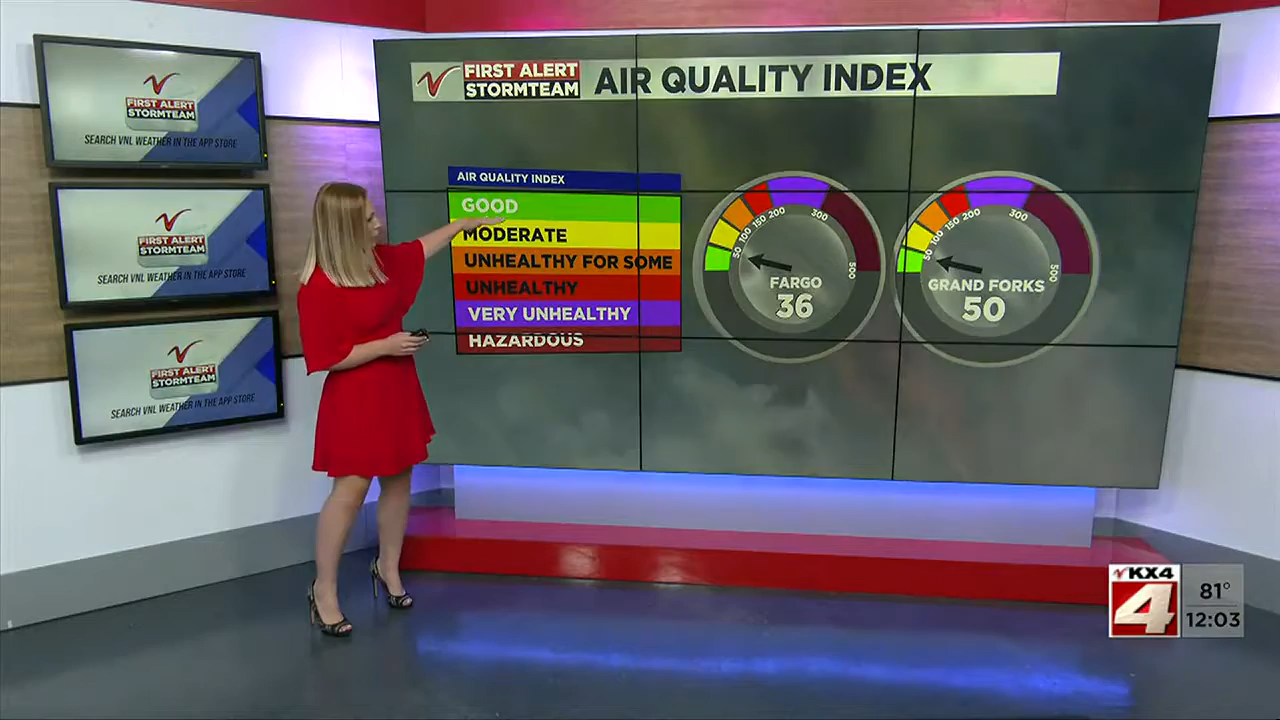 FIRST ALERT
STORMTEAM
AIR QUALITY INDEX
FIRST ALERT
STORMTEAM
SEARCH VNL WEATHER IN THE APP STORE
FIRST ALERT
STORMTEAM
SEARCH VNL WEATHER IN THE APP STORE
FIRST ALERT
STORMTEAM
SEARCH VNL WEATHER IN THE APP STORE
AIR QUALITY INDEX
GOOD
MODERATE
UNHEALTHY FOR SOME
UNHEALTHY
VERY UNHEALTHY
HAZARDOUS
50
100
150
200
300
500
FARGO
36
50
100
150
200
300
500
GRAND FORKS
50
KX4
4
81°
12:03